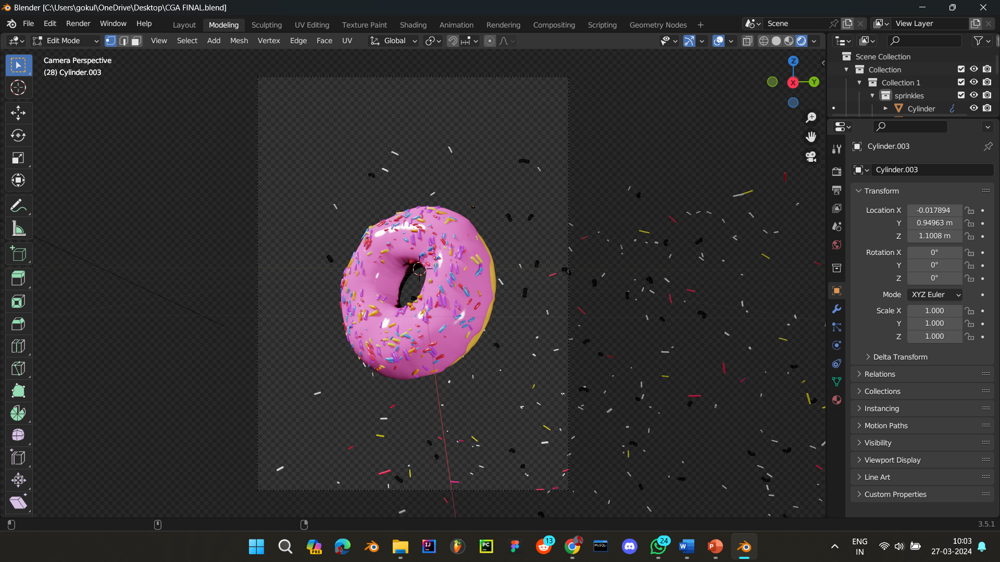 Blender [C:\Users\gokul\OneDrive\Desktop\CGA FINAL.blend]
File Edit Render Window Help
Layout Modeling Sculpting UV Editing Texture Paint Shading Animation Rendering Compositing Scripting Geometry Nodes +
Scene
View Layer
Edit Mode
View Select Add Mesh Vertex Edge Face UV
Global
Camera Perspective
(28) Cylinder.003
Z
X
Y
Scene Collection
Collection
Collection 1
sprinkles
Cylinder
Cylinder.003
Cylinder.003
Transform
Location X -0.017894
Y 0.94963 m
Z 1.1008 m
Rotation X 0°
Y 0°
Z 0°
Mode XYZ Euler
Scale X 1.000
Y 1.000
Z 1.000
Delta Transform
Relations
Collections
Instancing
Motion Paths
Visibility
Viewport Display
Line Art
Custom Properties
3.5.1
PRE
IJ
PC
13
MySQL
24
W
P
ENG
IN
10:03
27-03-2024